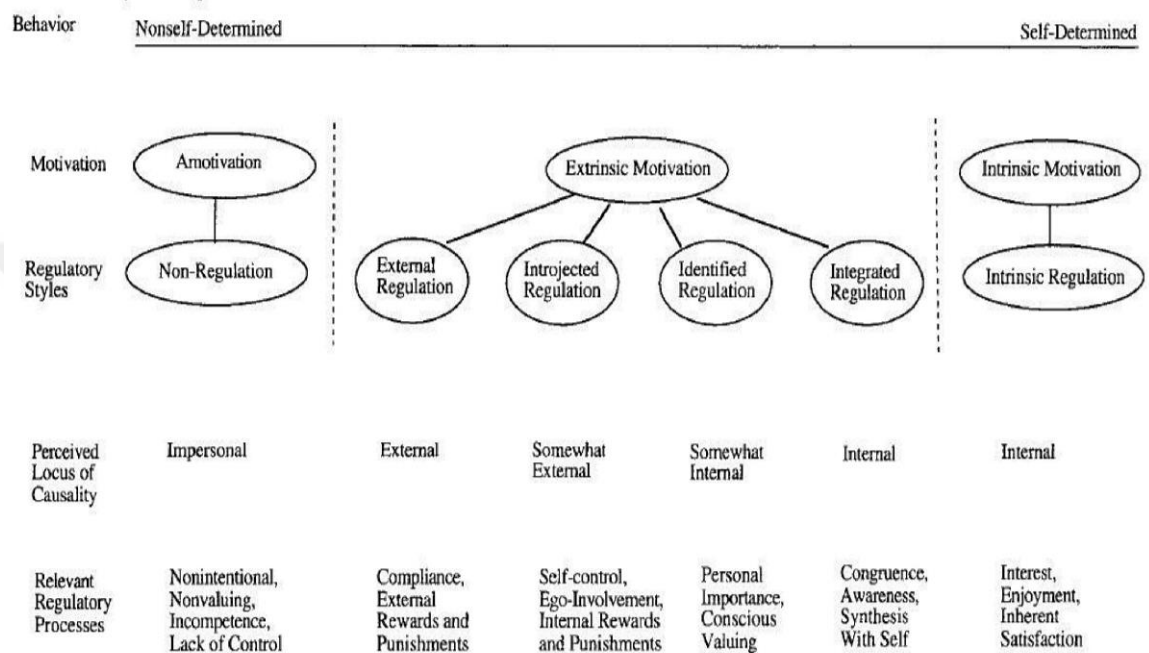 Behavior
Nonself-Determined
Self-Determined
Motivation
Amotivation
Extrinsic Motivation
Intrinsic Motivation
Regulatory
Styles
Non-Regulation
External
Regulation
Introjected
Regulation
Identified
Regulation
Integrated
Regulation
Intrinsic Regulation
Perceived
Locus of
Causality
Impersonal
External
Somewhat
External
Somewhat
Internal
Internal
Internal
Relevant
Regulatory
Processes
Nonintentional,
Nonvaluing,
Incompetence,
Lack of Control
Compliance,
External
Rewards and
Punishments
Self-control,
Ego-Involvement,
Internal Rewards
and Punishments
Personal
Importance,
Conscious
Valuing
Congruence,
Awareness,
Synthesis
With Self
Interest,
Enjoyment,
Inherent
Satisfaction